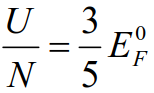 U/N = 3/5 E_F^0